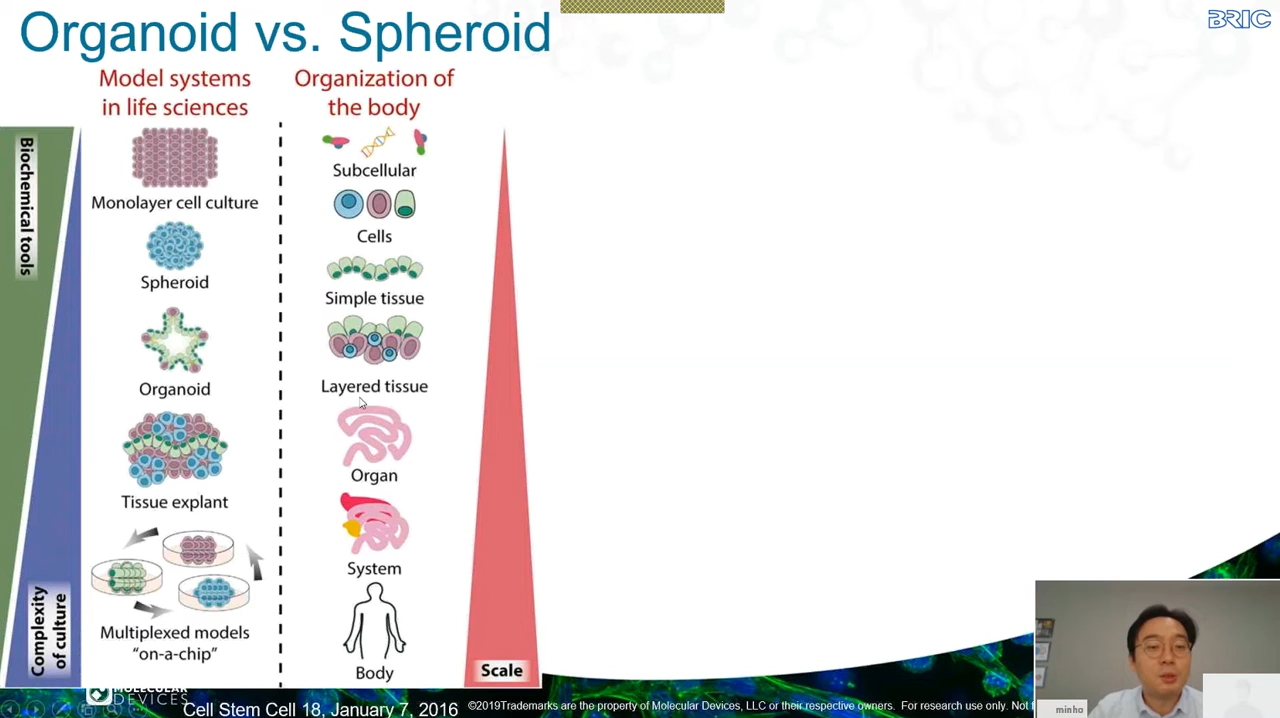 Organoid vs. Spheroid
BRIC
Model systems
in life sciences
Organization of
the body
Biochemical tools
Monolayer cell culture
Spheroid
Organoid
Tissue explant
Multiplexed models
"on-a-chip"
Complexity
of culture
Subcellular
Cells
Simple tissue
Layered tissue
Organ
System
Body
Scale
MOLECULAR
DEVICES
Cell Stem Cell 18, January 7, 2016
©2019Trademarks are the property of Molecular Devices, LLC or their respective owners. For research use only. Not f
minho